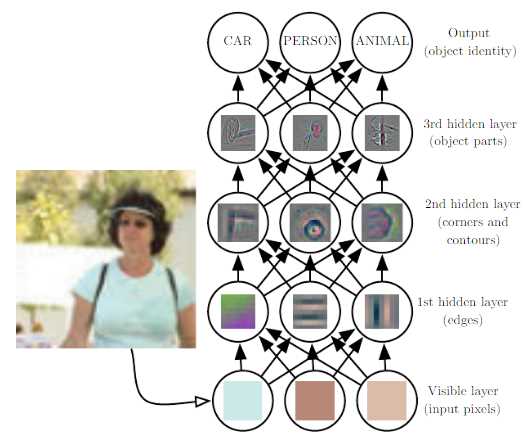 CAR PERSON ANIMAL
Output
(object identity)
3rd hidden layer
(object parts)
2nd hidden layer
(corners and
contours)
1st hidden layer
(edges)
Visible layer
(input pixels)